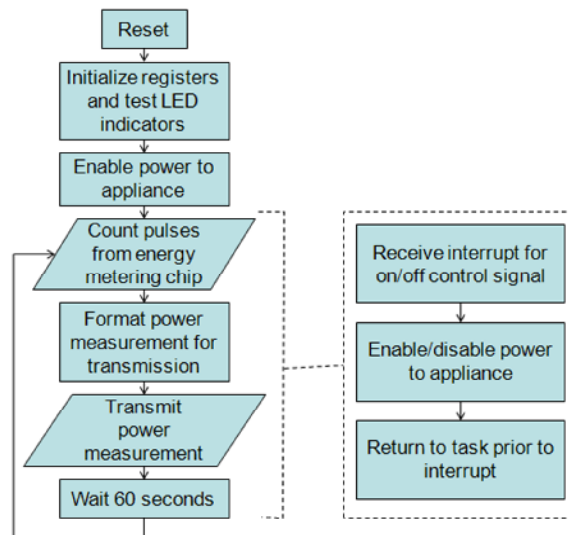 Reset
Initialize registers
and test LED
indicators
Enable power to
appliance
Count pulses
from energy
metering chip
Format power
measurement for
transmission
Transmit
power
measurement
Wait 60 seconds
Receive interrupt for
on/off control signal
Enable/disable power
to appliance
Return to task prior to
interrupt